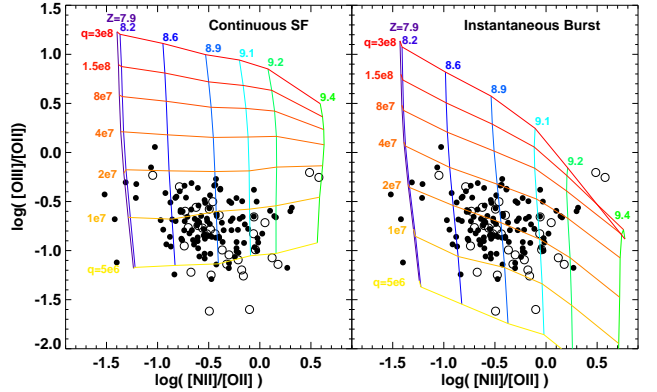 Continuous SF
Z=7.9
8.2
q=3e8
8.6
8.9
9.1
9.2
9.4
1.5e8
8e7
4e7
2e7
1e7
q=5e6
1.5
1.0
0.5
0.0
-0.5
-1.0
-1.5
-2.0
log( [OIII]/[OII] )
-1.5 -1.0 -0.5 0.0 0.5
log( [NII]/[OII] )
Instantaneous Burst
Z=7.9
8.2
q=3e8
8.6
8.9
9.1
9.2
9.4
1.5e8
8e7
4e7
2e7
1e7
q=5e6
log( [OIII]/[OII] )
-1.5 -1.0 -0.5 0.0 0.5
log( [NII]/[OII] )